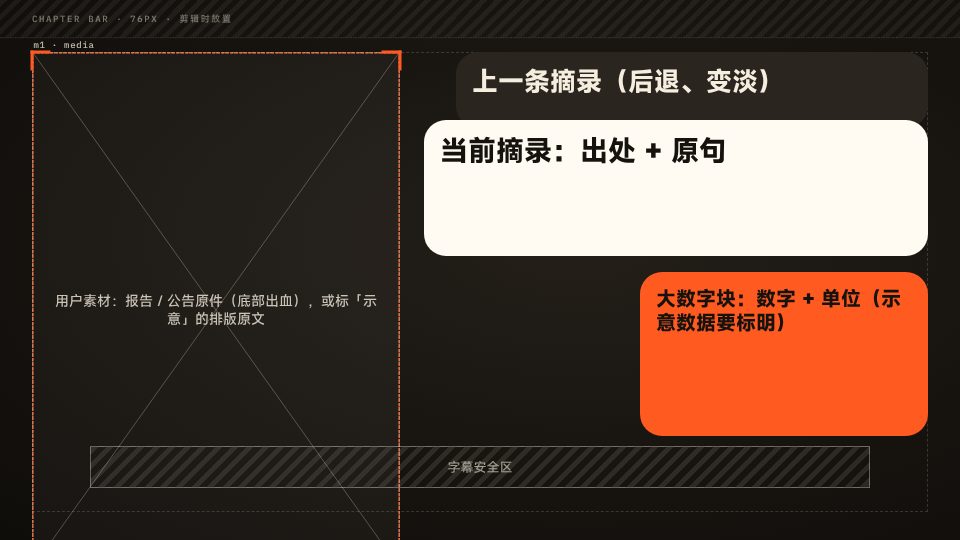 CHAPTER BAR · 76PX · 剪辑时放置
m1 · media
上一条摘录（后退、变淡）
当前摘录：出处 + 原句
用户素材：报告 / 公告原件（底部出血），或标「示
意」的排版原文
大数字块：数字 + 单位（示
意数据要标明）
字幕安全区